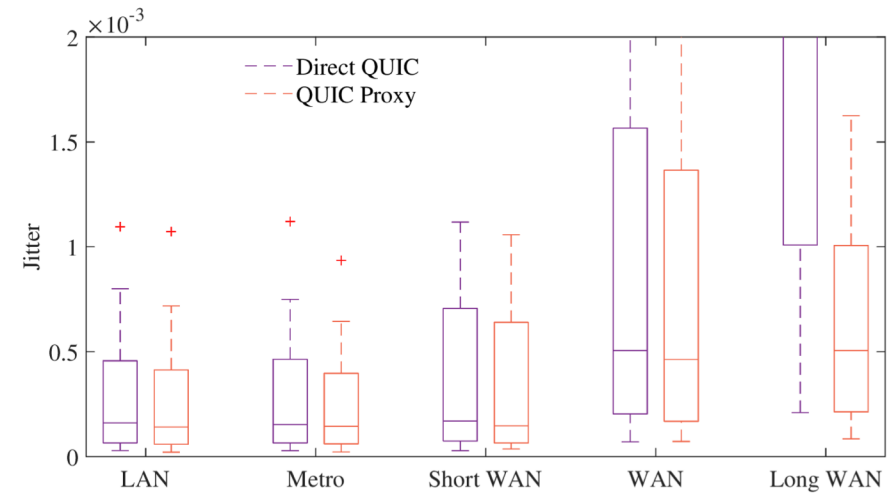 ×10⁻³
2
1.5
1
0.5
0
Jitter
Direct QUIC
QUIC Proxy
LAN Metro Short WAN WAN Long WAN